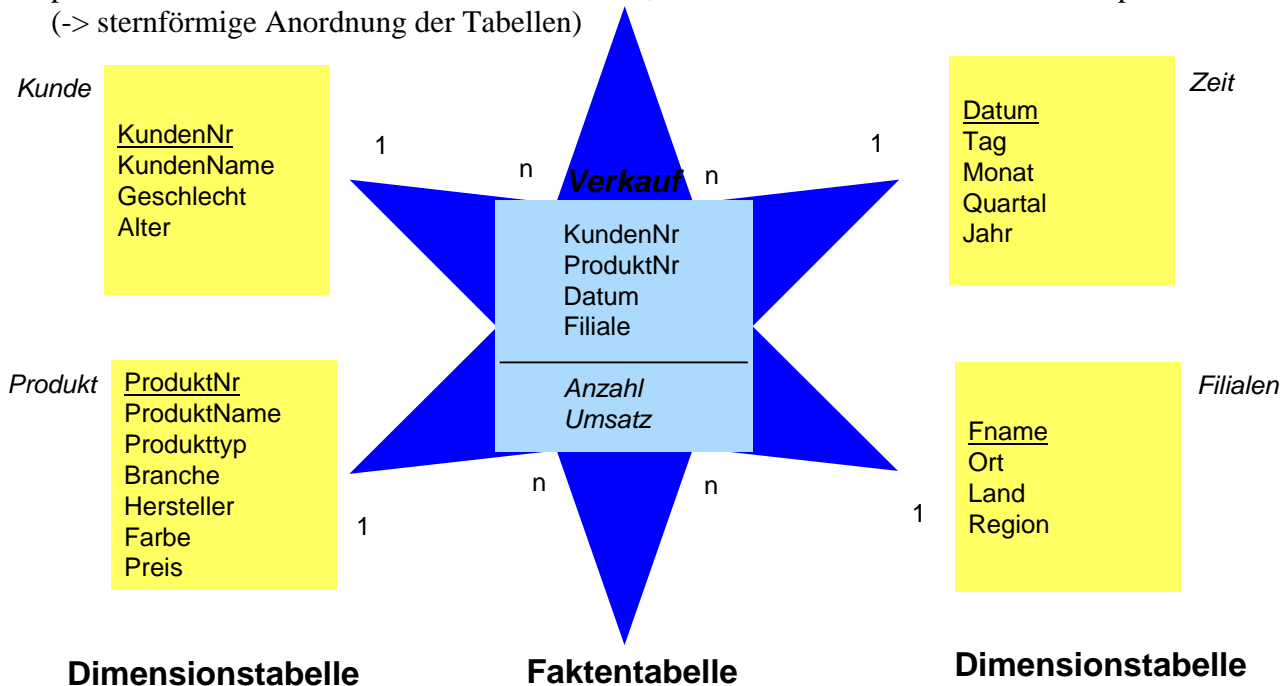 (-> sternförmige Anordnung der Tabellen)
Kunde
KundenNr
KundenName
Geschlecht
Alter
1
n
Verkauf
n
1
KundenNr
ProduktNr
Datum
Filiale
Anzahl
Umsatz
Zeit
Datum
Tag
Monat
Quartal
Jahr
Produkt
ProduktNr
ProduktName
Produkttyp
Branche
Hersteller
Farbe
Preis
1
n
n
1
Filialen
Fname
Ort
Land
Region
Dimensionstabelle
Faktentabelle
Dimensionstabelle